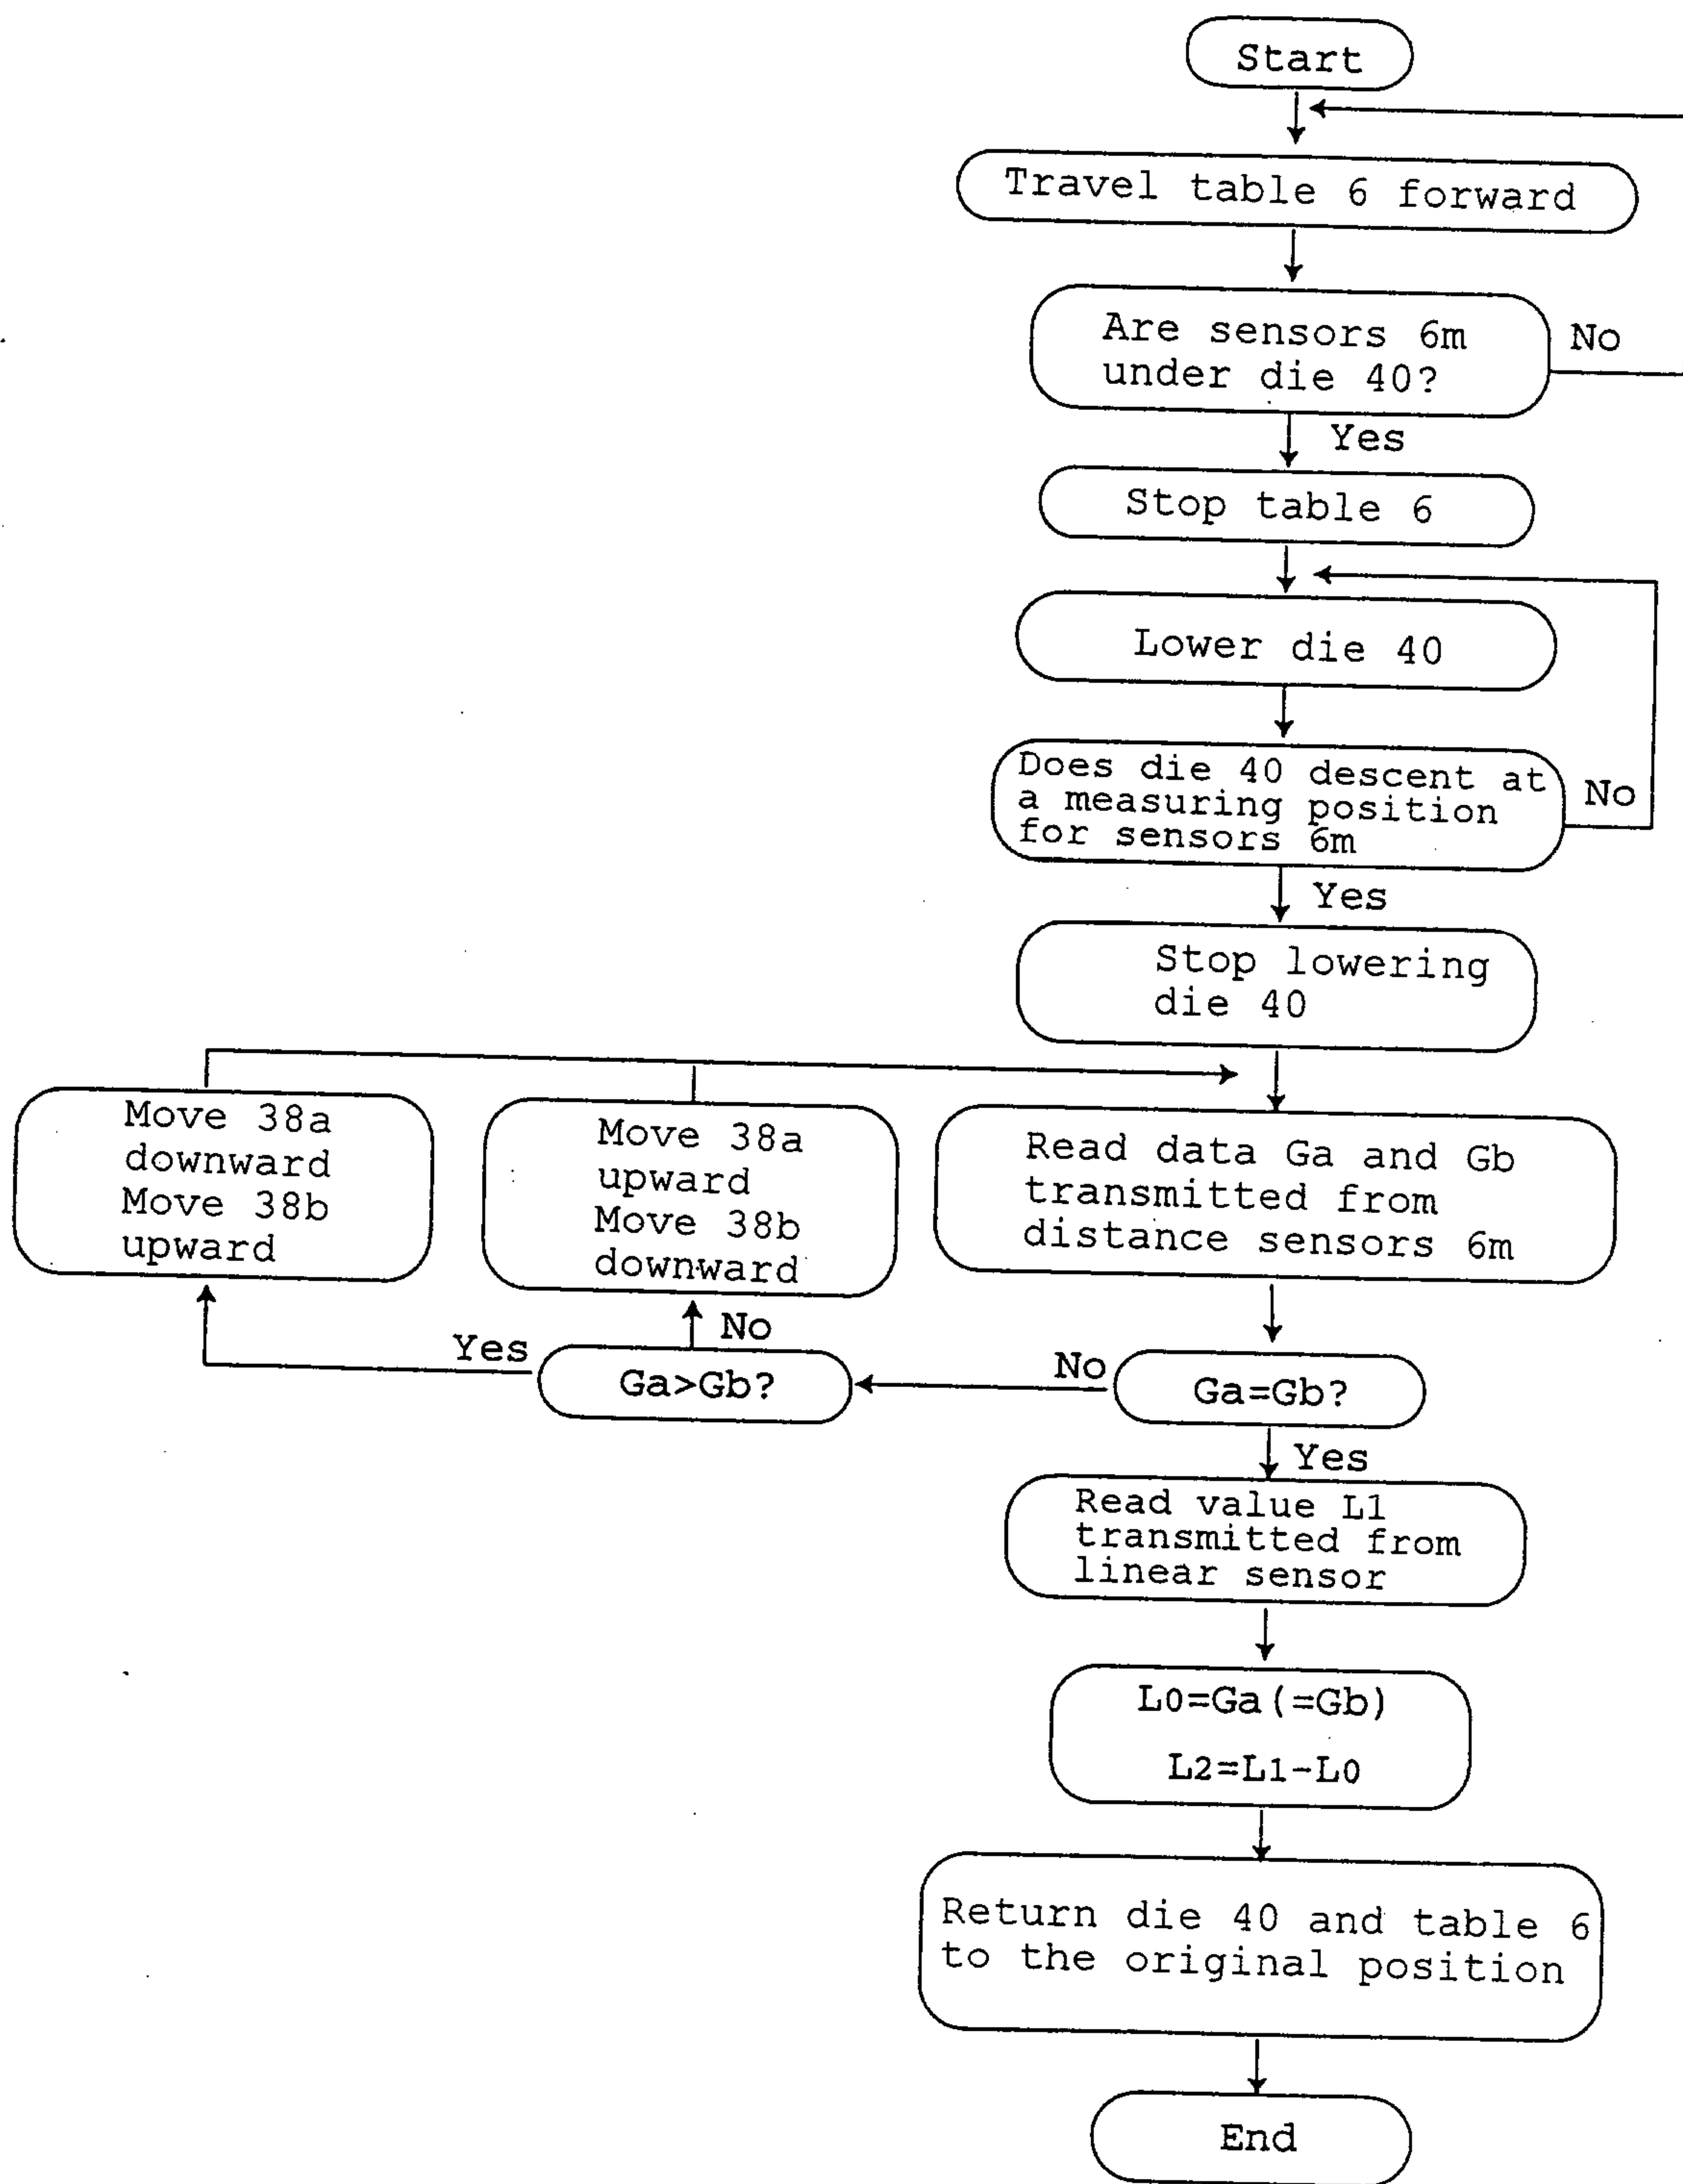 Start
Travel table 6 forward
Are sensors 6m
under die 40?
No
Yes
Stop table 6
Lower die 40
Does die 40 descent at
a measuring position
for sensors 6m
No
Yes
Stop lowering
die 40
Move 38a
downward
Move 38b
upward
Move 38a
upward
Move 38b
downward
Read data Ga and Gb
transmitted from
distance sensors 6m
Yes
No
Ga>Gb?
No
Ga=Gb?
Yes
Read value L1
transmitted from
linear sensor
L0=Ga(=Gb)
L2=L1-L0
Return die 40 and table 6
to the original position
End